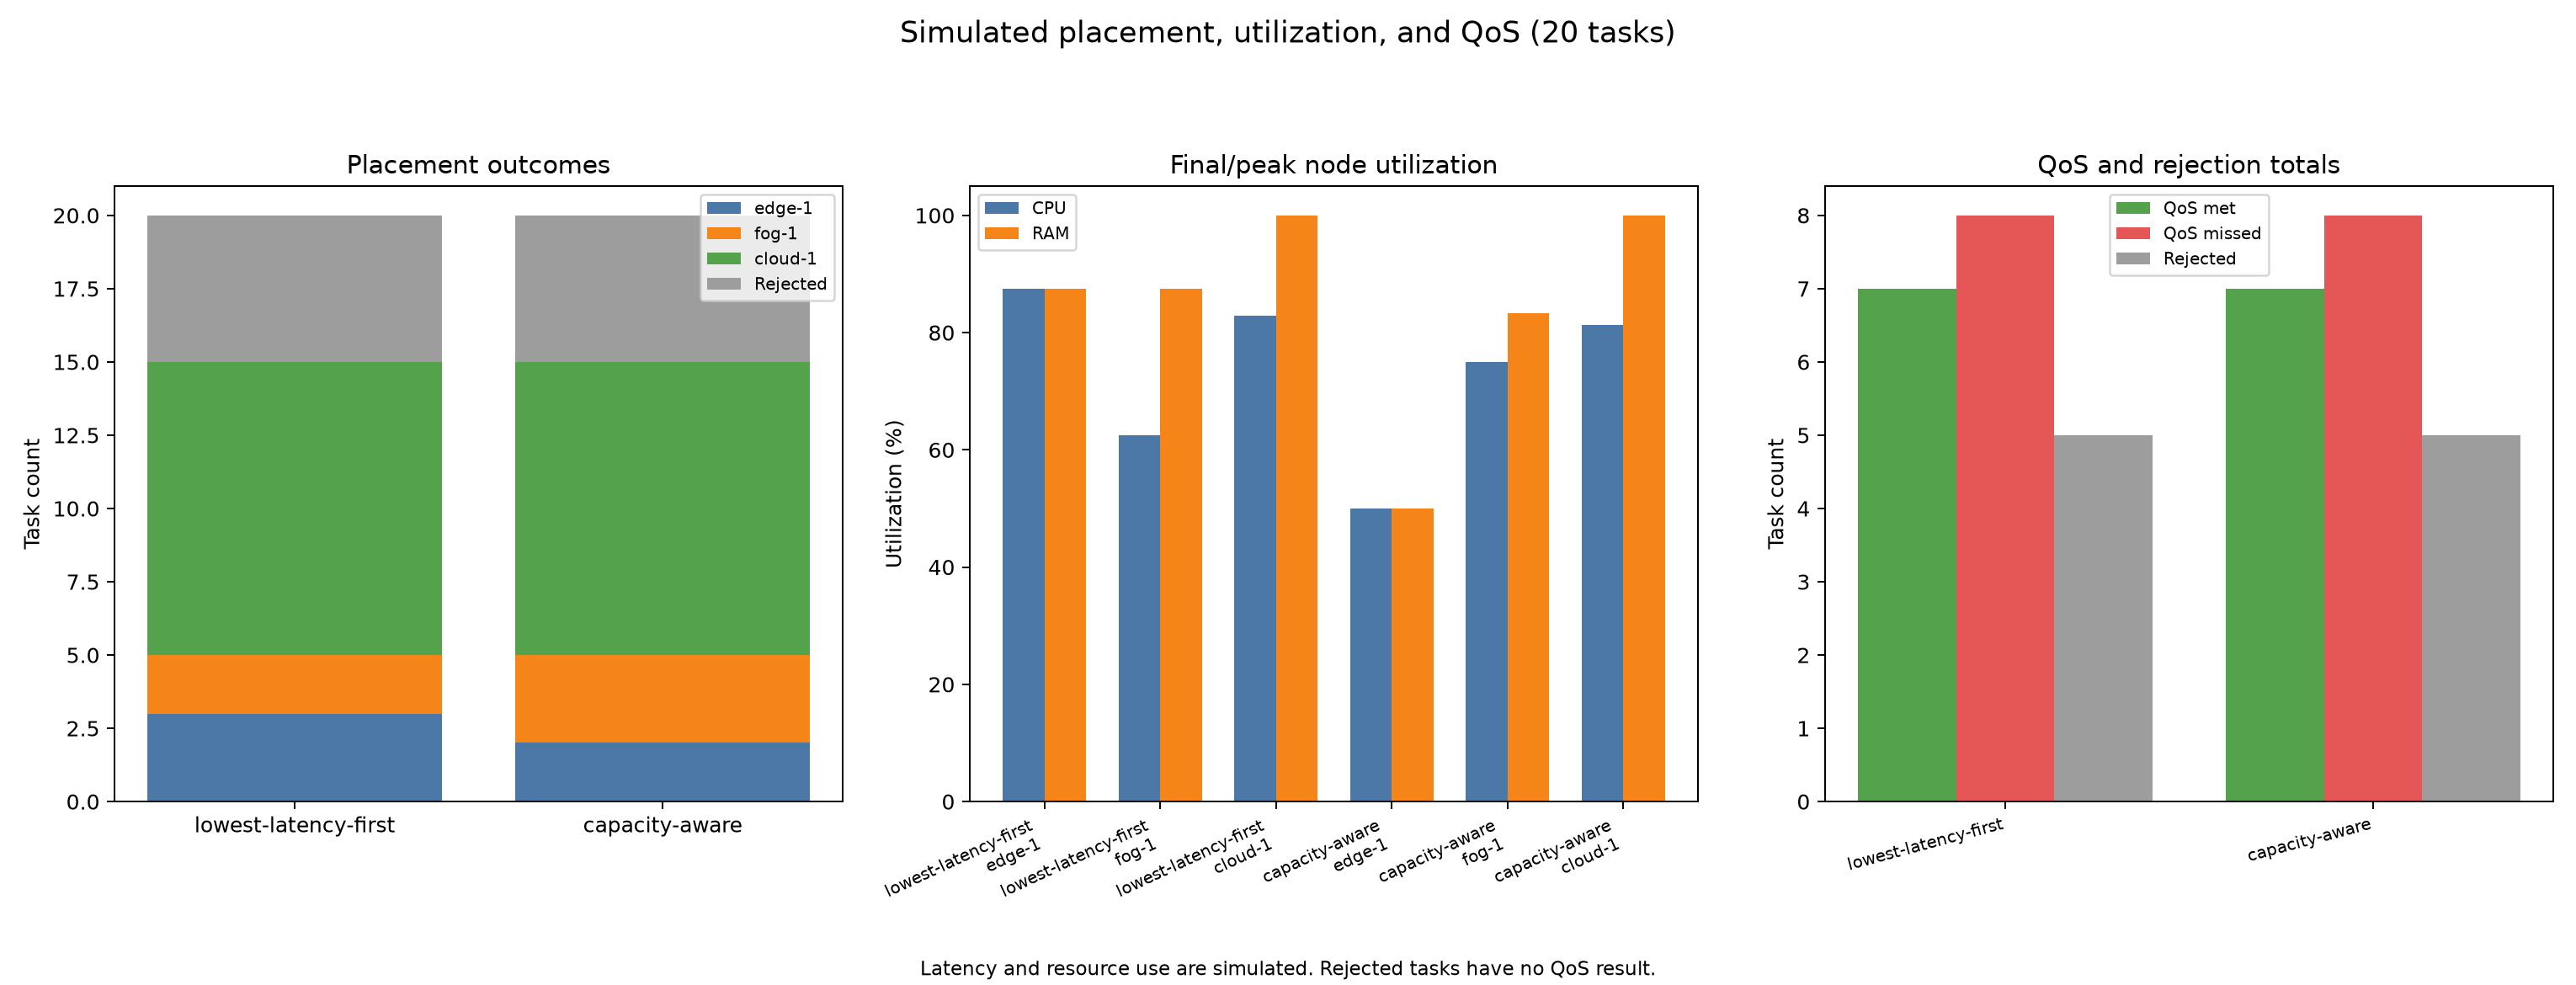 Simulated placement, utilization, and QoS (20 tasks)
Placement outcomes
Task count
20.0
17.5
15.0
12.5
10.0
7.5
5.0
2.5
0.0
edge-1
fog-1
cloud-1
Rejected
lowest-latency-first
capacity-aware
Final/peak node utilization
Utilization (%)
100
80
60
40
20
0
CPU
RAM
lowest-latency-first
edge-1
lowest-latency-first
fog-1
lowest-latency-first
cloud-1
capacity-aware
edge-1
capacity-aware
fog-1
capacity-aware
cloud-1
QoS and rejection totals
Task count
8
7
6
5
4
3
2
1
0
QoS met
QoS missed
Rejected
lowest-latency-first
capacity-aware
Latency and resource use are simulated. Rejected tasks have no QoS result.